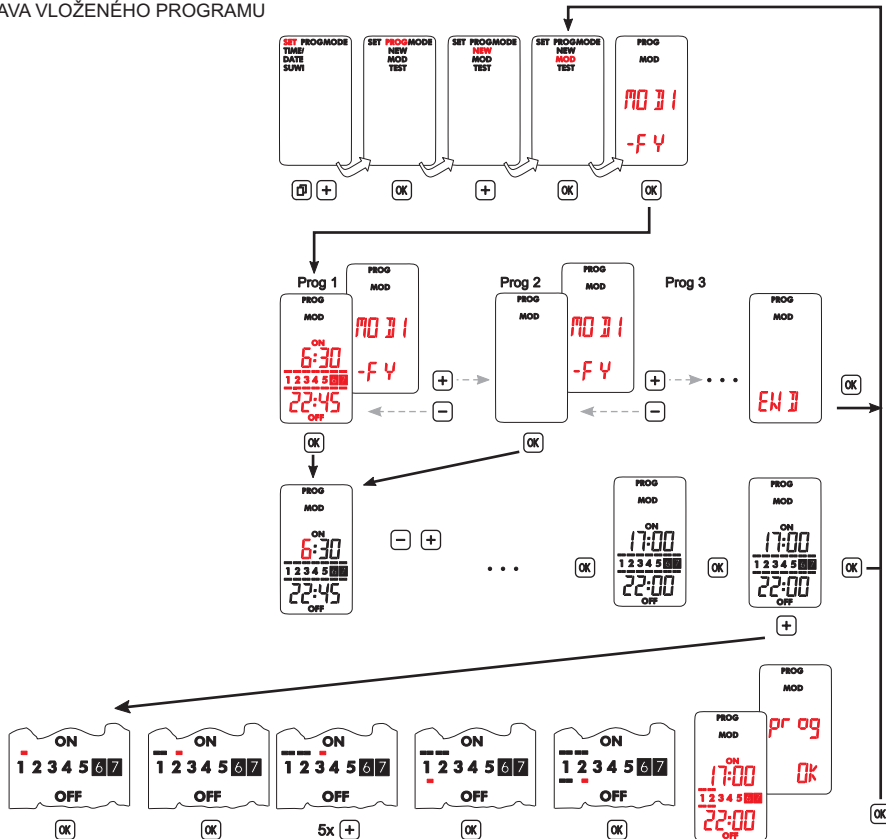 AVA VLOŽENÉHO PROGRAMU
SET PROGMODE
TIME/
DATE
SUWI
SET PROGMODE
NEW
MOD
TEST
SET PROGMODE
NEW
MOD
TEST
SET PROGMODE
NEW
MOD
TEST
PROG
MOD
MODI
-FY
+
OK
+
OK
OK
Prog 1
PROG
MOD
ON
6:30
1 2 3 4 5 6 7
22:45
OFF
PROG
MOD
MODI
-FY
+
-
Prog 2
PROG
MOD
PROG
MOD
MODI
-FY
+
-
Prog 3
...
PROG
MOD
END
OK
OK
OK
PROG
MOD
ON
6:30
1 2 3 4 5 6 7
22:45
OFF
- +
...
OK
PROG
MOD
ON
17:00
1 2 3 4 5 6 7
22:00
OFF
OK
PROG
MOD
ON
17:00
1 2 3 4 5 6 7
22:00
OFF
OK
+
ON
1 2 3 4 5 6 7
OFF
OK
ON
1 2 3 4 5 6 7
OFF
OK
ON
1 2 3 4 5 6 7
OFF
5x +
ON
1 2 3 4 5 6 7
OFF
OK
ON
1 2 3 4 5 6 7
OFF
OK
PROG
MOD
ON
17:00
1 2 3 4 5 6 7
22:00
OFF
PROG
MOD
prog
OK
OK